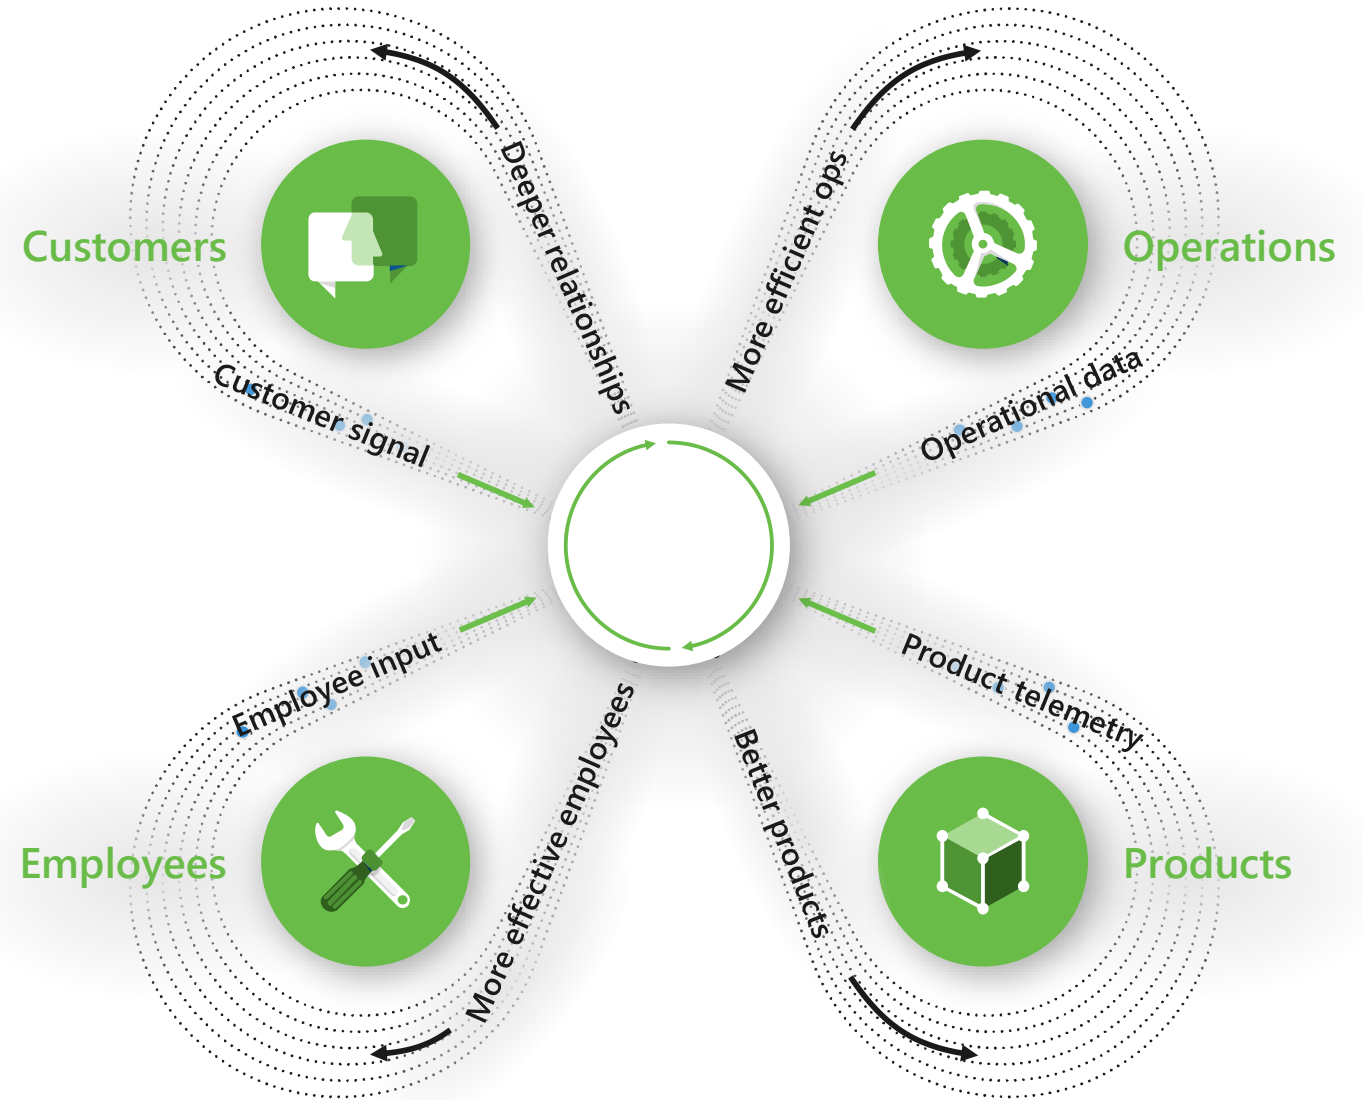 Deeper relationships
More efficient ops
Customers
Operations
Customer signal
Operational data
Employee input
Product telemetry
More effective employees
Better products
Employees
Products